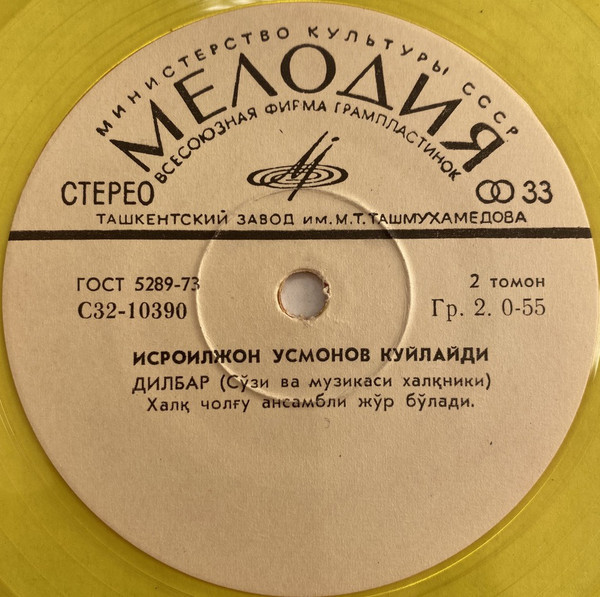 МИНИСТЕРСТВО КУЛЬТУРЫ СССР
МЕЛОДИЯ
ВСЕСОЮЗНАЯ ФИРМА ГРАМПЛАСТИНОК
СТЕРЕО 33
ТАШКЕНТСКИЙ ЗАВОД ИМ. М.Т. ТАШМУХАМЕДОВА
ГОСТ 5289-73 2 томон
С32-10390 Гр. 2. 0-55
ИСРОИЛЖОН УСМОНОВ КУЙЛАЙДИ
ДИЛБАР (Сўзи ва музикаси халқники)
Халқ чолғу ансамбли жўр бўлади.